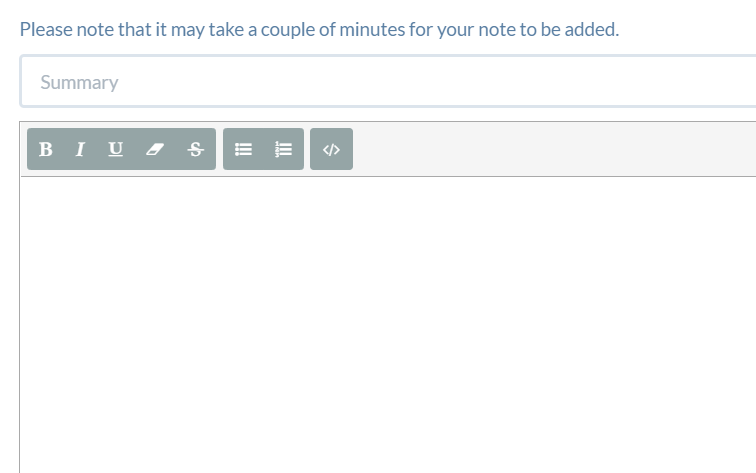 Please note that it may take a couple of minutes for your note to be added.
Summary
B I U S </>